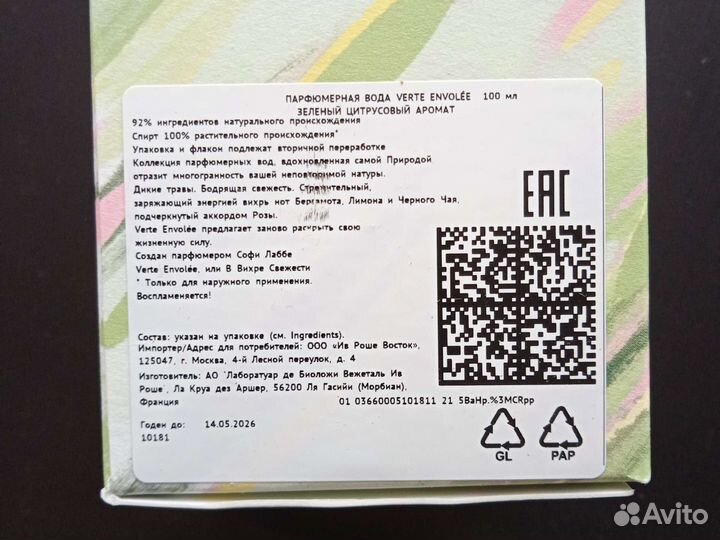 ПАРФЮМЕРНАЯ ВОДА VERTE ENVOLÉE 100 мл
ЗЕЛЕНЫЙ ЦИТРУСОВЫЙ АРОМАТ
92% ингредиентов натурального происхождения
Спирт 100% растительного происхождения*
Упаковка и флакон подлежат вторичной переработке
Коллекция парфюмерных вод, вдохновленная самой Природой
отразит многогранность вашей неповторимой натуры.
Дикие травы. Бодрящая свежесть. Стремительный,
заряжающий энергией вихрь нот Бергамота, Лимона и Черного Чая,
подчеркнутый аккордом Розы.
Verte Envolée предлагает заново раскрыть свою
жизненную силу.
Создан парфюмером Софи Лаббе
Verte Envolée, или В Вихре Свежести
* Только для наружного применения.
Воспламеняется!
EAC
Состав: указан на упаковке (см. Ingredients).
Импортер/Адрес для потребителей: ООО «Ив Роше Восток»,
125047, г. Москва, 4-й Лесной переулок, д. 4
Изготовитель: АО "Лаборатуар де Биоложи Вежеталь Ив
Роше", Ла Круа дез Аршер, 56200 Ля Гасийи (Морбиан),
Франция
01 03660005101811 21 5BaHp.%3MCRpp
Годен до: 14.05.2026
10181
GL
PAP
Avito